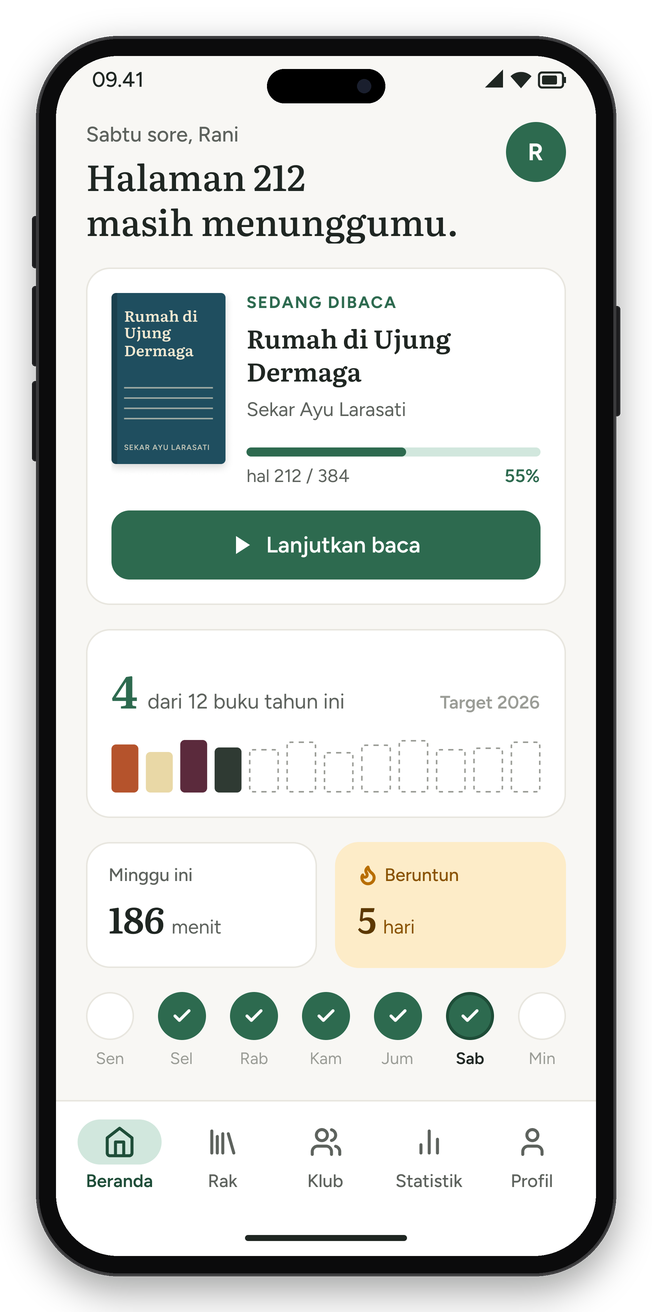 09.41
Sabtu sore, Rani
R
Halaman 212
masih menunggumu.
Rumah di
Ujung
Dermaga
SEKAR AYU LARASATI
SEDANG DIBACA
Rumah di Ujung
Dermaga
Sekar Ayu Larasati
hal 212 / 384 55%
Lanjutkan baca
4 dari 12 buku tahun ini Target 2026
Minggu ini
186 menit
Beruntun
5 hari
Sen Sel Rab Kam Jum Sab Min
Beranda Rak Klub Statistik Profil